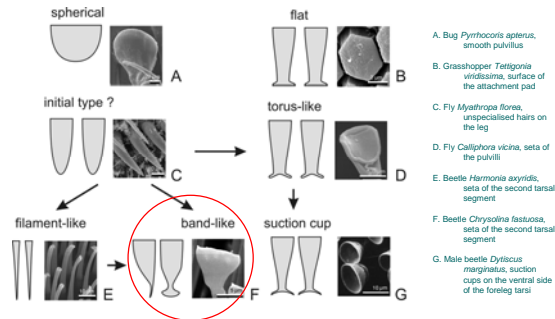 spherical
flat
A
B
initial type ?
torus-like
C
D
filament-like
band-like
suction cup
E
F
G
10 µm
A. Bug Pyrrhocoris apterus,
smooth pulvillus
B. Grasshopper Tettigonia
viridissima, surface of
the attachment pad
C. Fly Myathropa florea,
unspecialised hairs on
the leg
D. Fly Calliphora vicina, seta of
the pulvilli
E. Beetle Harmonia axyridis,
seta of the second tarsal
segment
F. Beetle Chrysolina fastuosa,
seta of the second tarsal
segment
G. Male beetle Dytiscus
marginatus, suction
cups on the ventral side
of the foreleg tarsi